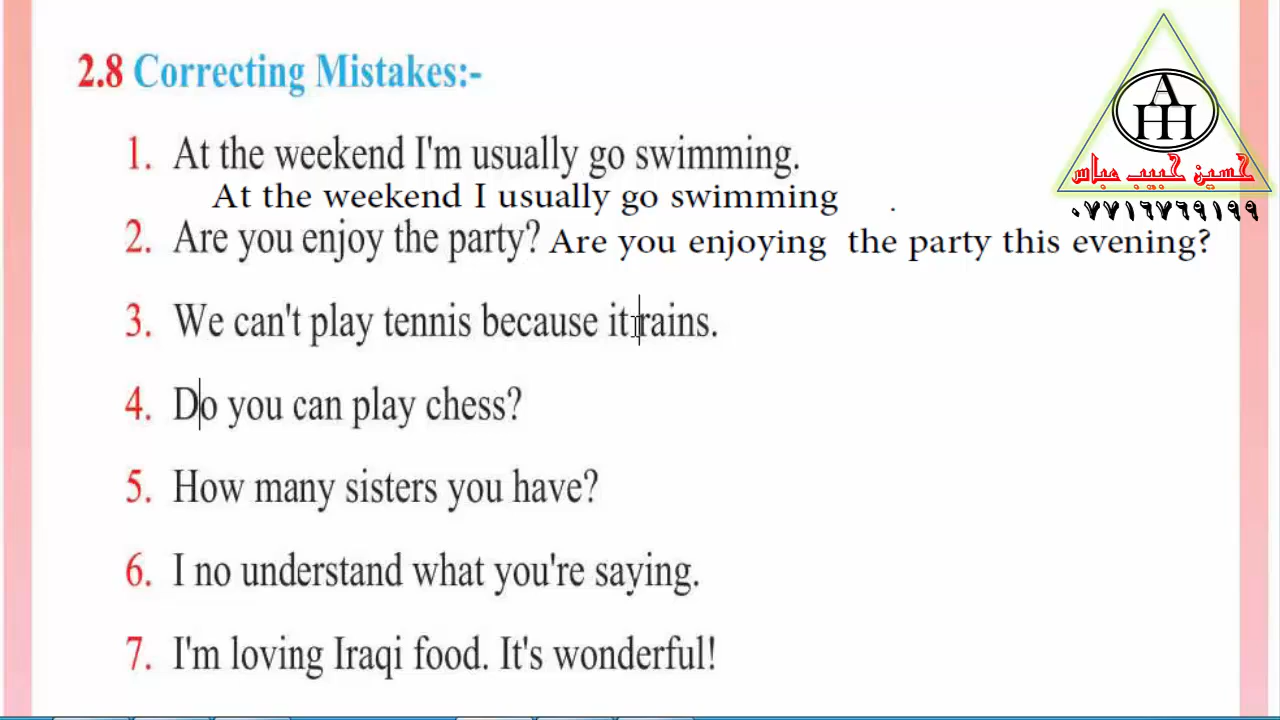 2.8 Correcting Mistakes:-
1. At the weekend I'm usually go swimming.
At the weekend I usually go swimming .
2. Are you enjoy the party? Are you enjoying the party this evening?
3. We can't play tennis because it rains.
4. Do you can play chess?
5. How many sisters you have?
6. I no understand what you're saying.
7. I'm loving Iraqi food. It's wonderful!
AHH
حسين حبيب عباس
٠٧٧١٦٧٦٩١٩٩